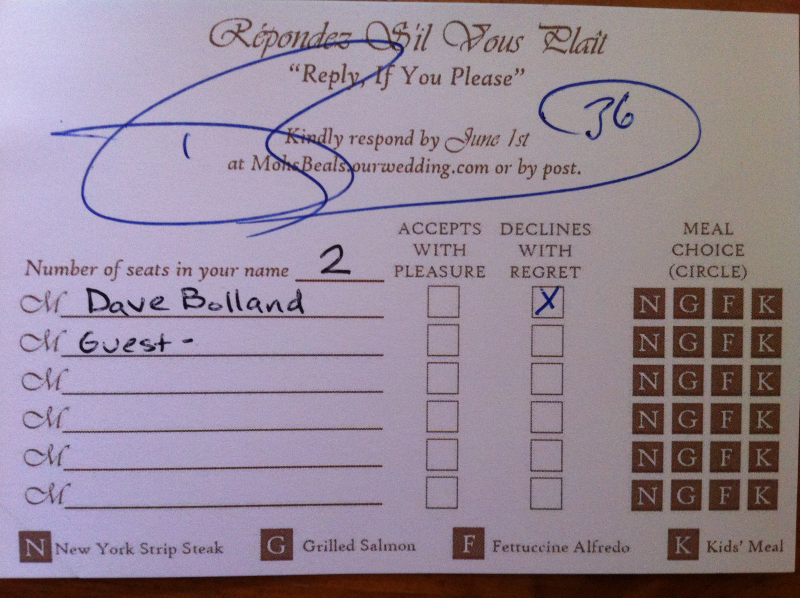 Répondez S'il Vous Plaît
"Reply, If You Please"
36
Kindly respond by June 1st
at MohsBeals.ourwedding.com or by post.
ACCEPTS WITH PLEASURE
DECLINES WITH REGRET
MEAL CHOICE (CIRCLE)
Number of seats in your name 2
M Dave Bolland X N G F K
M Guest - N G F K
M N G F K
M N G F K
M N G F K
M N G F K
N New York Strip Steak G Grilled Salmon F Fettuccine Alfredo K Kids' Meal